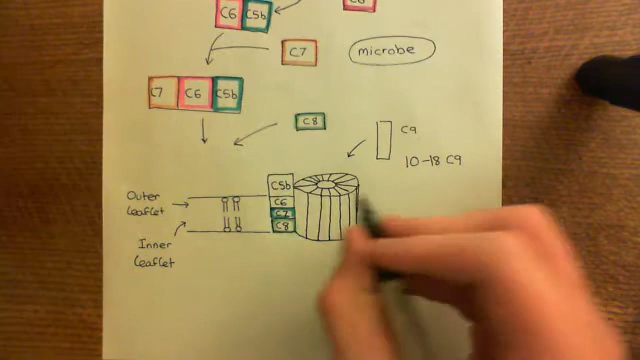 C6 C5b
C6
C7
microbe
C7 C6 C5b
C8
C9
10-18 C9
C5b
C6
C7
C8
Outer
leaflet
Inner
leaflet